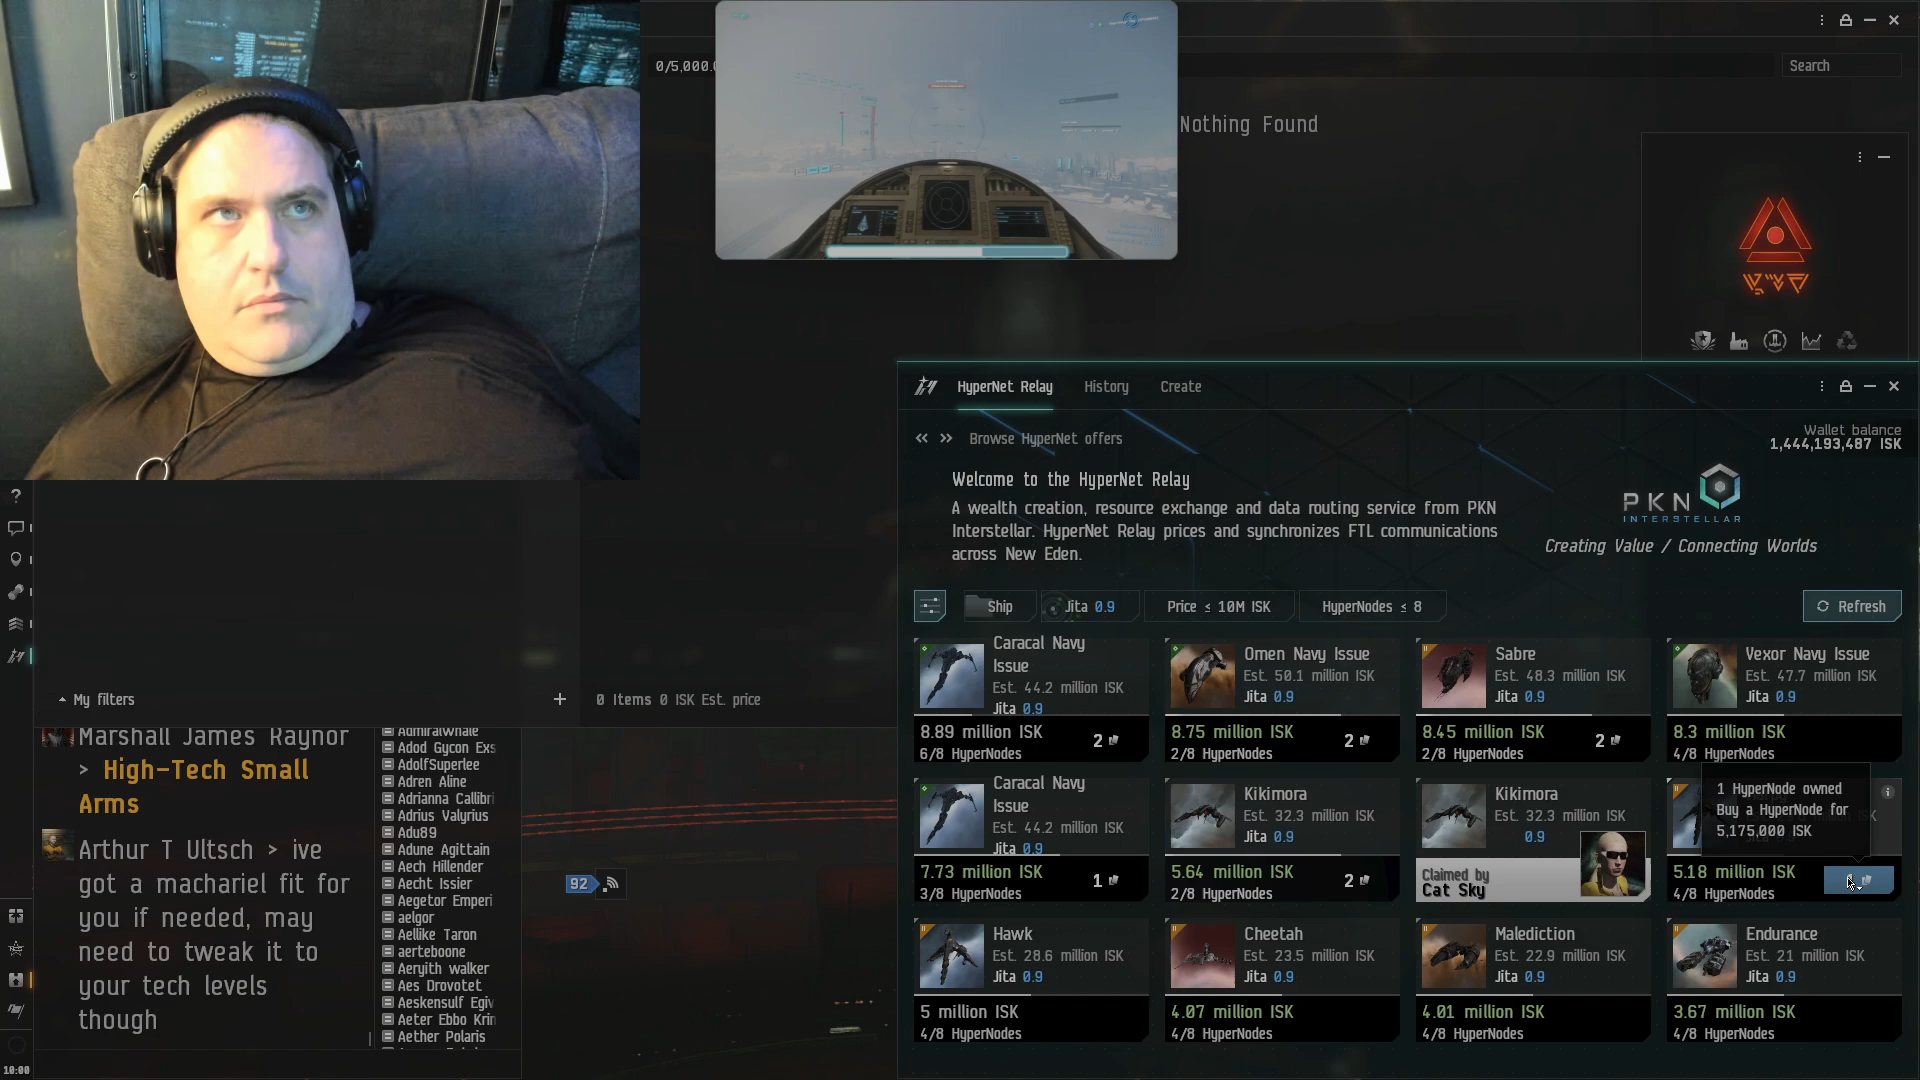 0/5,000.
Search
Nothing Found
HyperNet Relay
History
Create
Browse HyperNet offers
Wallet balance
1,444,193,487 ISK
Welcome to the HyperNet Relay
A wealth creation, resource exchange and data routing service from PKN
Interstellar. HyperNet Relay prices and synchronizes FTL communications
across New Eden.
PKN
INTERSTELLAR
Creating Value / Connecting Worlds
Ship
Jita 0.9
Price ≤ 10M ISK
HyperNodes ≤ 8
Refresh
Caracal Navy
Issue
Est. 44.2 million ISK
Jita 0.9
8.89 million ISK
6/8 HyperNodes
2
Omen Navy Issue
Est. 50.1 million ISK
Jita 0.9
8.75 million ISK
2/8 HyperNodes
2
Sabre
Est. 48.3 million ISK
Jita 0.9
8.45 million ISK
2/8 HyperNodes
2
Vexor Navy Issue
Est. 47.7 million ISK
Jita 0.9
8.3 million ISK
4/8 HyperNodes
Caracal Navy
Issue
Est. 44.2 million ISK
Jita 0.9
7.73 million ISK
3/8 HyperNodes
1
Kikimora
Est. 32.3 million ISK
Jita 0.9
5.64 million ISK
2/8 HyperNodes
2
Kikimora
Est. 32.3 million ISK
0.9
Claimed by
Cat Sky
1 HyperNode owned
Buy a HyperNode for
5,175,000 ISK
5.18 million ISK
4/8 HyperNodes
Hawk
Est. 28.6 million ISK
Jita 0.9
5 million ISK
4/8 HyperNodes
Cheetah
Est. 23.5 million ISK
Jita 0.9
4.07 million ISK
4/8 HyperNodes
Malediction
Est. 22.9 million ISK
Jita 0.9
4.01 million ISK
4/8 HyperNodes
Endurance
Est. 21 million ISK
Jita 0.9
3.67 million ISK
4/8 HyperNodes
My filters
0 Items 0 ISK Est. price
Marshall James Raynor
> High-Tech Small
Arms
Arthur T Ultsch > ive
got a machariel fit for
you if needed, may
need to tweak it to
your tech levels
though
AdmiralWhale
Adod Gycon Exs
AdolfSuperlee
Adren Aline
Adrianna Callibri
Adrius Valyrius
Adu89
Adune Agittain
Aech Hillender
Aecht Issier
Aegetor Emperi
aelgor
Aellike Taron
aerteboone
Aeryith walker
Aes Drovotet
Aeskensulf Egiv
Aeter Ebbo Krin
Aether Polaris
92
10:00